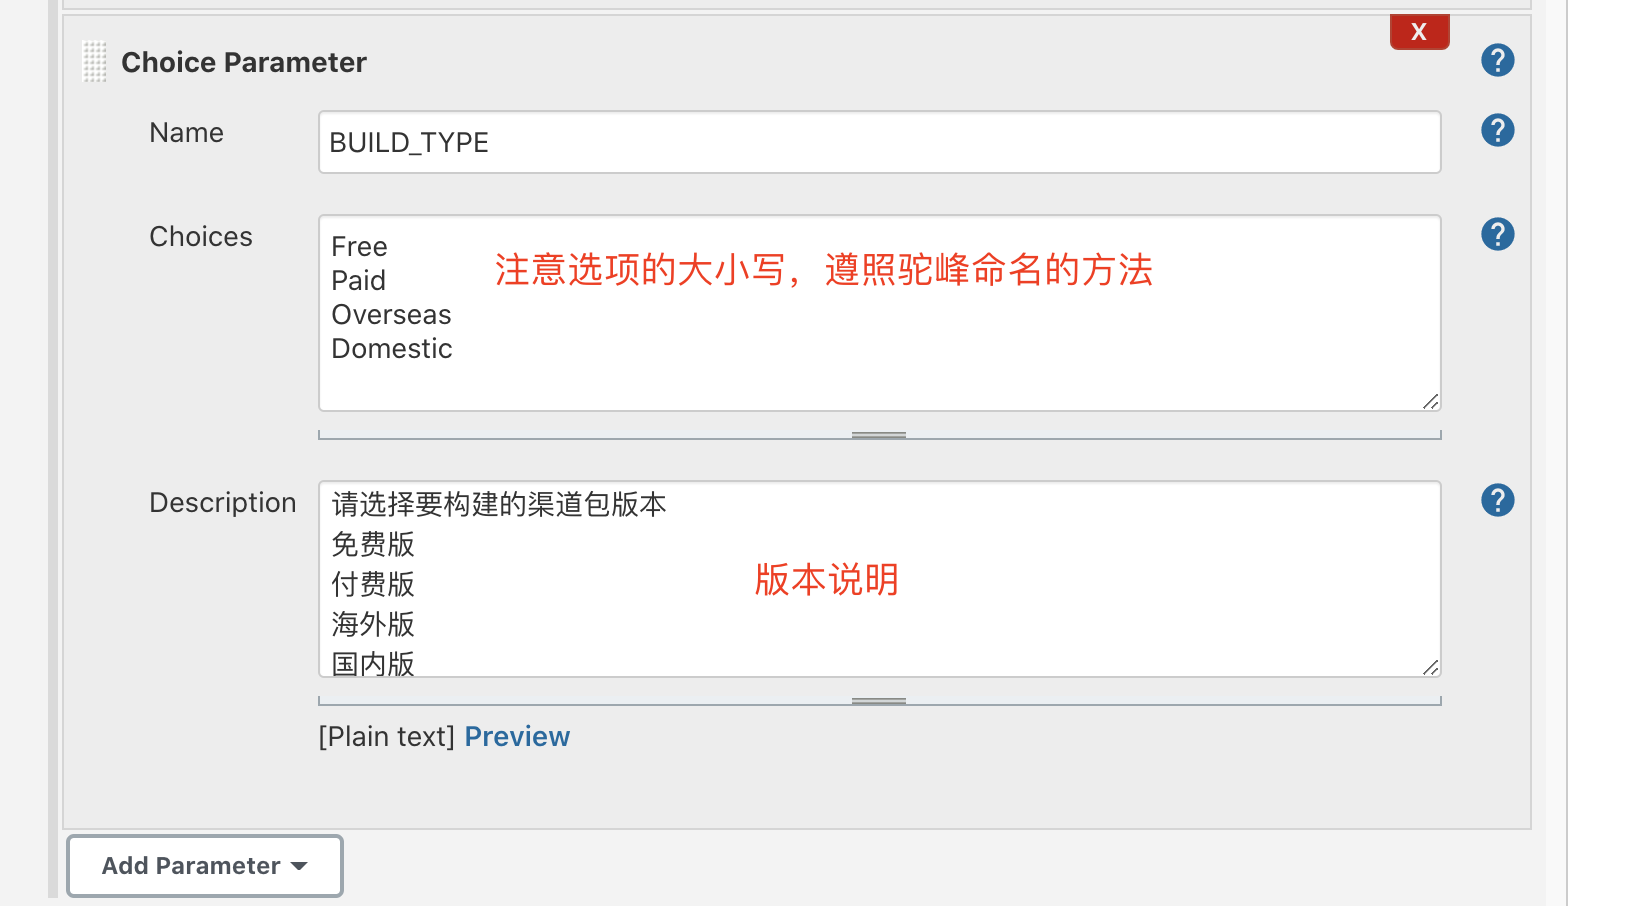 X
Choice Parameter
?
Name
BUILD_TYPE
?
Choices
Free
Paid
Overseas
Domestic
注意选项的大小写，遵照驼峰命名的方法
?
Description
请选择要构建的渠道包版本
免费版
付费版
海外版
国内版
版本说明
?
[Plain text] Preview
Add Parameter